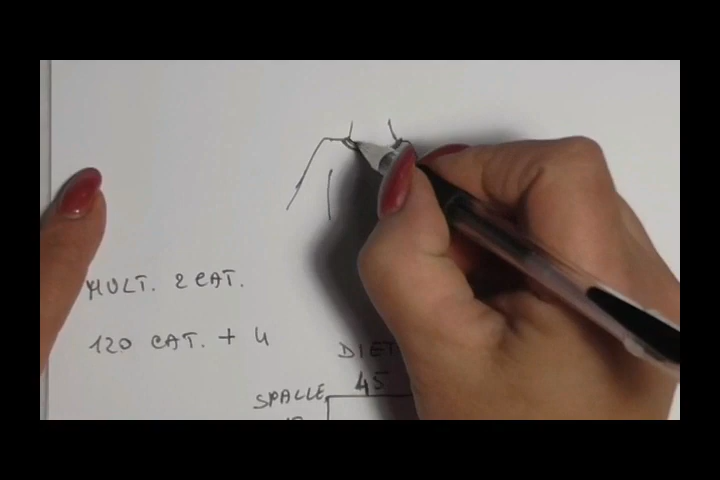 MULT. 2 CAT.
120 CAT. + 4
DIET
45
SPALLE